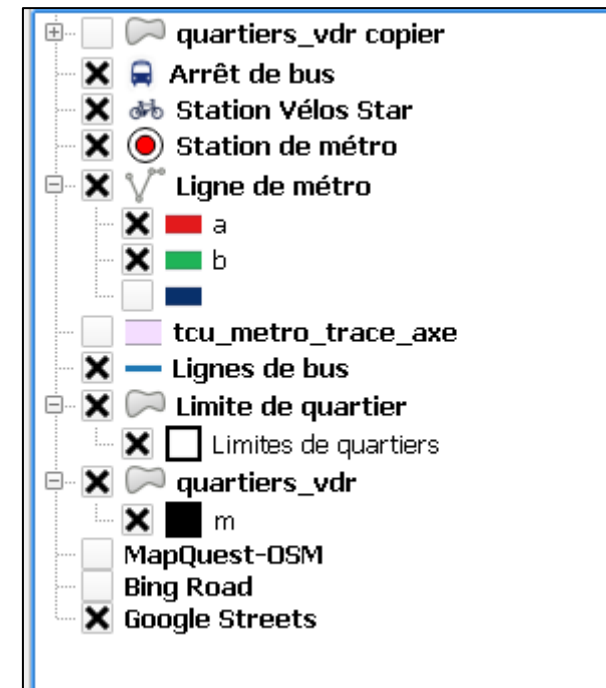 quartiers_vdr copier
Arrêt de bus
Station Vélos Star
Station de métro
Ligne de métro
a
b
tcu_metro_trace_axe
Lignes de bus
Limite de quartier
Limites de quartiers
quartiers_vdr
m
MapQuest-OSM
Bing Road
Google Streets